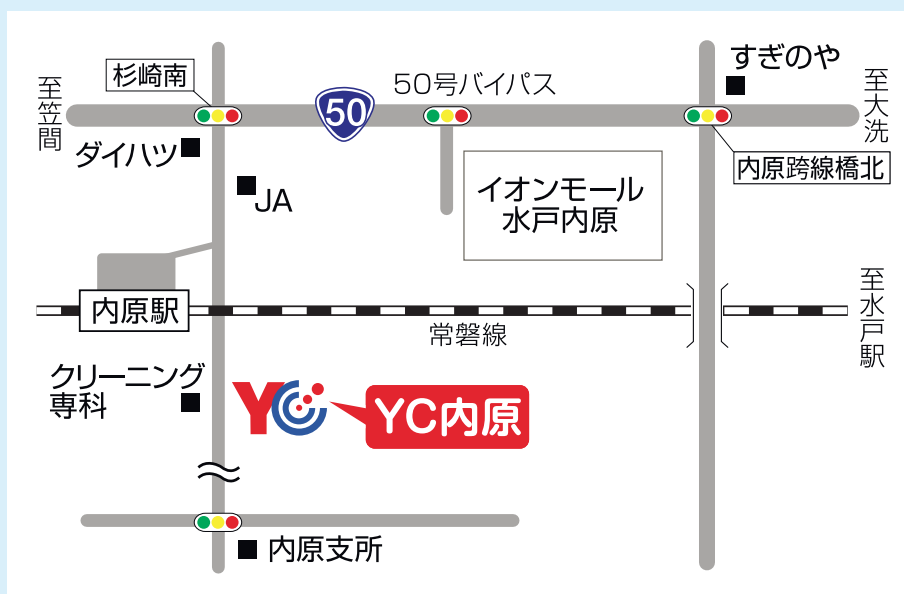 すぎのや
杉崎南
50号バイパス
至笠間
50
至大洗
ダイハツ
内原跨線橋北
JA
イオンモール
水戸内原
内原駅
至水戸駅
常磐線
クリーニング
専科
YC
YC内原
内原支所